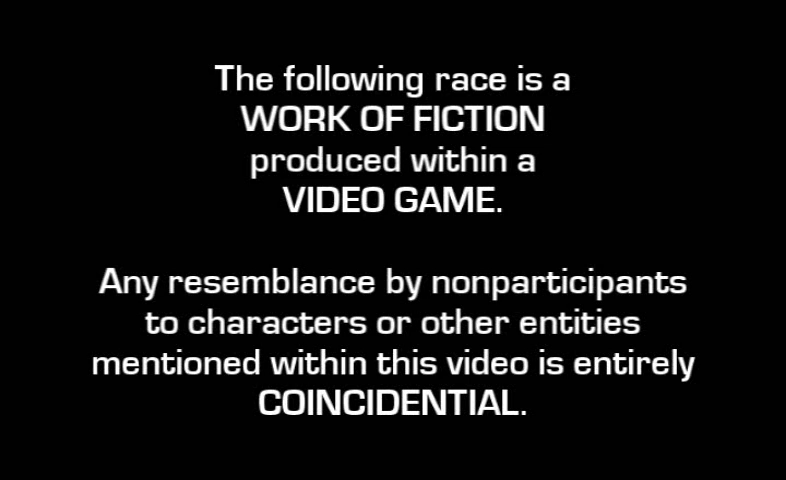 The following race is a
WORK OF FICTION
produced within a
VIDEO GAME.
Any resemblance by nonparticipants
to characters or other entities
mentioned within this video is entirely
COINCIDENTIAL.